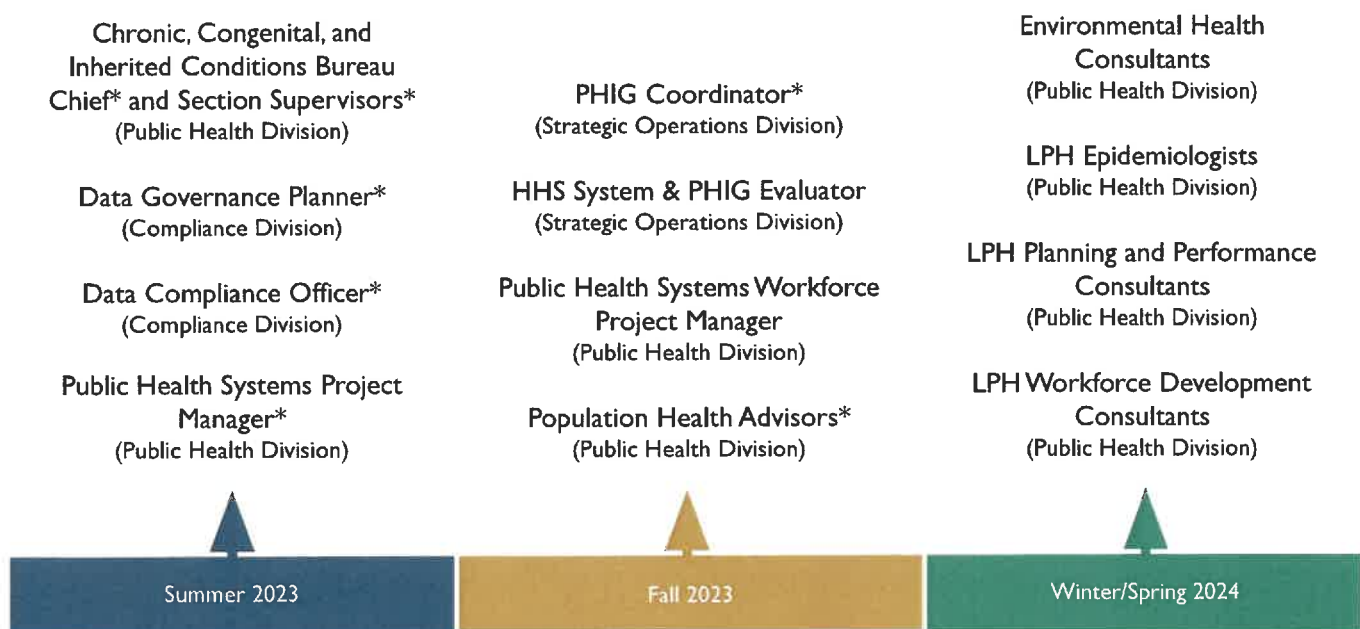 Chronic, Congenital, and
Inherited Conditions Bureau
Chief* and Section Supervisors*
(Public Health Division)
Data Governance Planner*
(Compliance Division)
Data Compliance Officer*
(Compliance Division)
Public Health Systems Project
Manager*
(Public Health Division)
Summer 2023
PHIG Coordinator*
(Strategic Operations Division)
HHS System & PHIG Evaluator
(Strategic Operations Division)
Public Health Systems Workforce
Project Manager
(Public Health Division)
Population Health Advisors*
(Public Health Division)
Fall 2023
Environmental Health
Consultants
(Public Health Division)
LPH Epidemiologists
(Public Health Division)
LPH Planning and Performance
Consultants
(Public Health Division)
LPH Workforce Development
Consultants
(Public Health Division)
Winter/Spring 2024